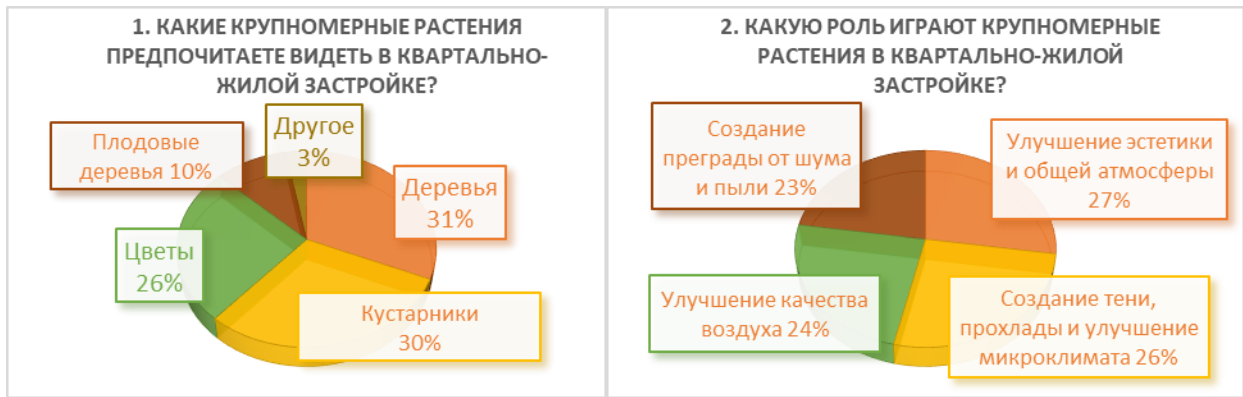 1. КАКИЕ КРУПНОМЕРНЫЕ РАСТЕНИЯ
ПРЕДПОЧИТАЕТЕ ВИДЕТЬ В КВАРТАЛЬНО-
ЖИЛОЙ ЗАСТРОЙКЕ?
Другое
3%
Плодовые
деревья 10%
Деревья
31%
Цветы
26%
Кустарники
30%
2. КАКУЮ РОЛЬ ИГРАЮТ КРУПНОМЕРНЫЕ
РАСТЕНИЯ В КВАРТАЛЬНО-ЖИЛОЙ
ЗАСТРОЙКЕ?
Создание
преграды от шума
и пыли 23%
Улучшение эстетики
и общей атмосферы
27%
Улучшение качества
воздуха 24%
Создание тени,
прохлады и улучшение
микроклимата 26%